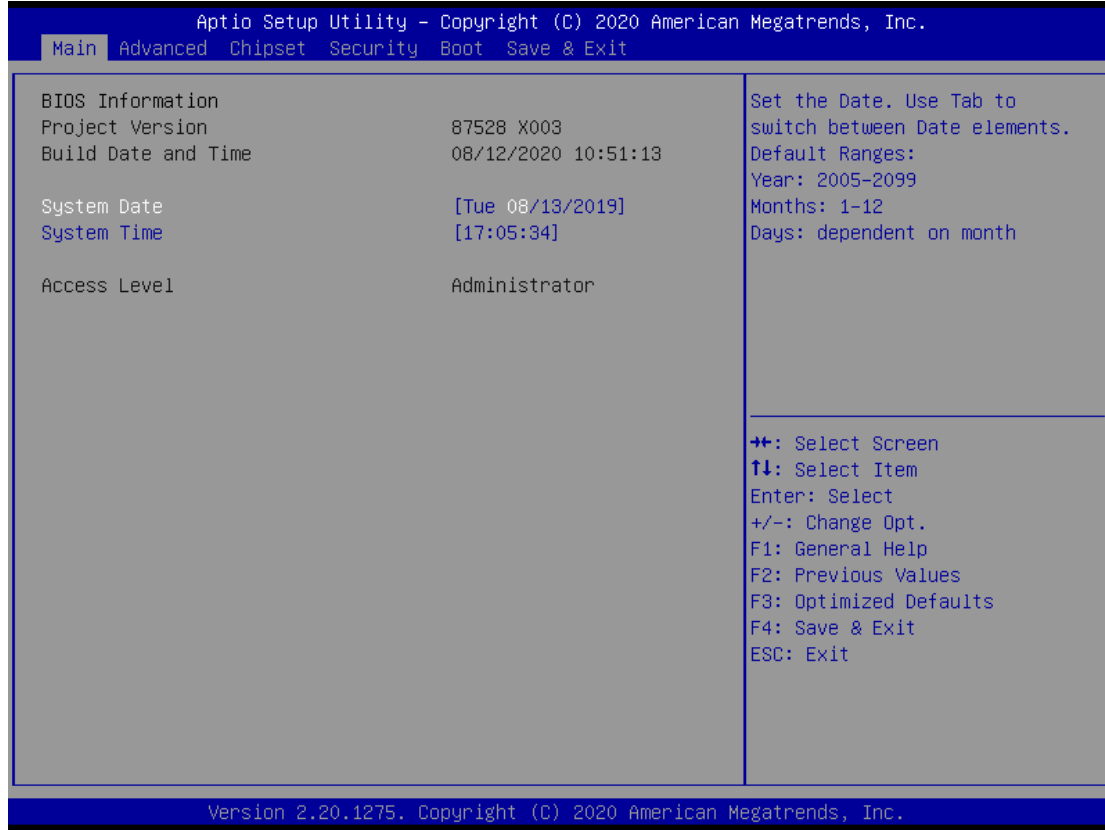 Aptio Setup Utility – Copyright (C) 2020 American Megatrends, Inc.
Main Advanced Chipset Security Boot Save & Exit
BIOS Information
Project Version 87528 X003
Build Date and Time 08/12/2020 10:51:13
System Date [Tue 08/13/2019]
System Time [17:05:34]
Access Level Administrator
Set the Date. Use Tab to
switch between Date elements.
Default Ranges:
Year: 2005-2099
Months: 1-12
Days: dependent on month
→←: Select Screen
↑↓: Select Item
Enter: Select
+/-: Change Opt.
F1: General Help
F2: Previous Values
F3: Optimized Defaults
F4: Save & Exit
ESC: Exit
Version 2.20.1275. Copyright (C) 2020 American Megatrends, Inc.